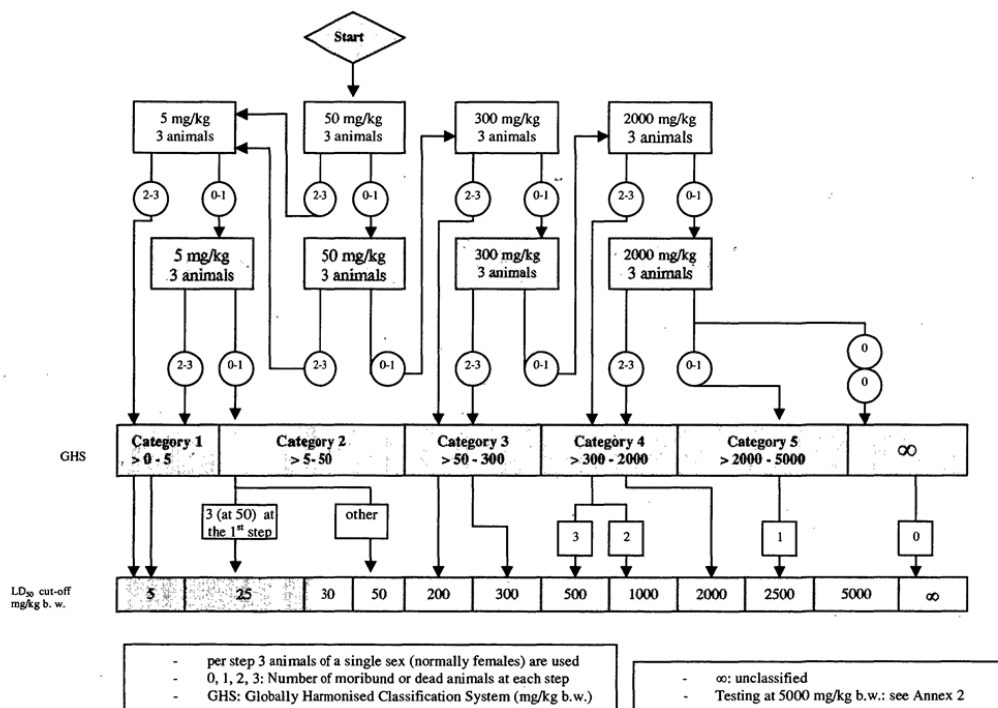 Start
5 mg/kg
3 animals
50 mg/kg
3 animals
300 mg/kg
3 animals
2000 mg/kg
3 animals
2-3
0-1
2-3
0-1
2-3
0-1
2-3
0-1
5 mg/kg
3 animals
50 mg/kg
3 animals
300 mg/kg
3 animals
2000 mg/kg
3 animals
0
2-3
0-1
2-3
0-1
2-3
0-1
2-3
0-1
0
GHS
Category 1
> 0 - 5
Category 2
> 5-50
Category 3
> 50 - 300
Category 4
> 300 - 2000
Category 5
> 2000 - 5000
∞
3 (at 50) at
the 1st step
other
3
2
1
0
LD50 cut-off
mg/kg b. w.
5
25
30
50
200
300
500
1000
2000
2500
5000
∞
- per step 3 animals of a single sex (normally females) are used
- 0, 1, 2, 3: Number of moribund or dead animals at each step
- GHS: Globally Harmonised Classification System (mg/kg b.w.)
- ∞: unclassified
- Testing at 5000 mg/kg b.w.: see Annex 2